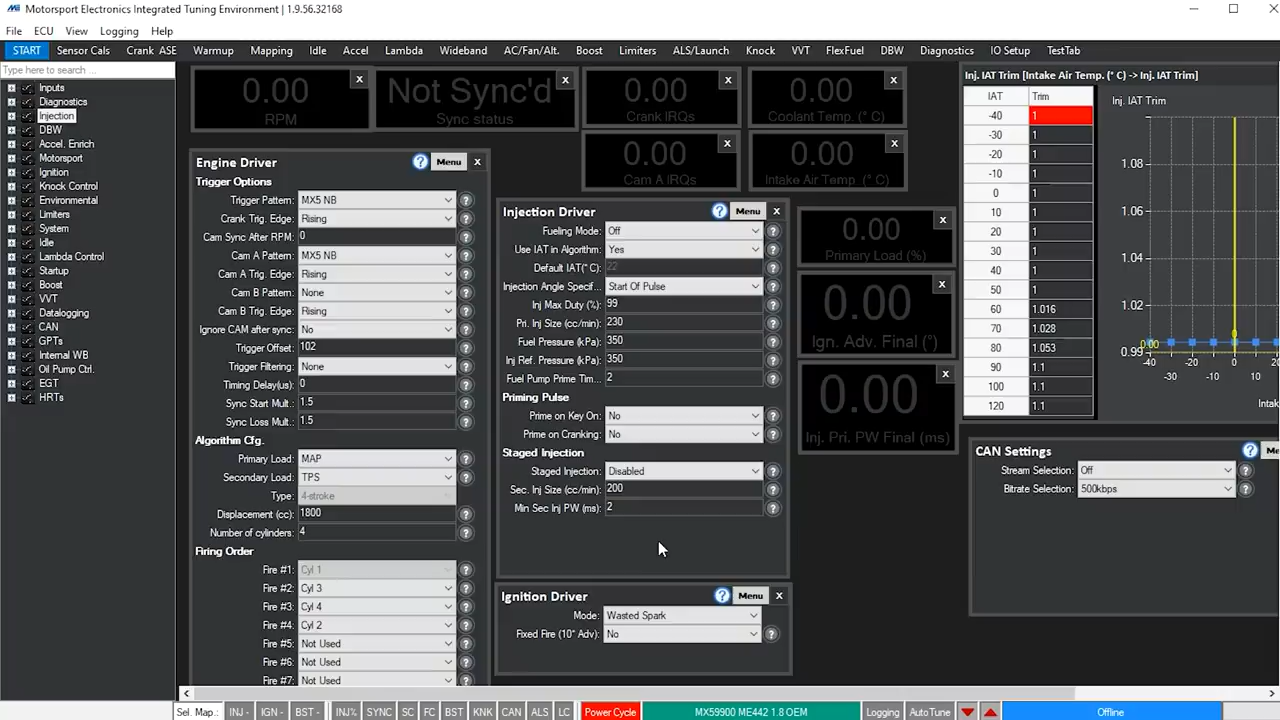 Motorsport Electronics Integrated Tuning Environment | 1.9.56.32168
File ECU View Logging Help
START Sensor Cals Crank ASE Warmup Mapping Idle Accel Lambda Wideband AC/Fan/Alt. Boost Limiters ALS/Launch Knock VVT FlexFuel DBW Diagnostics IO Setup TestTab
Type here to search ...
Inputs
Diagnostics
Injection
DBW
Accel. Enrich
Motorsport
Ignition
Knock Control
Environmental
Limiters
System
Idle
Lambda Control
Startup
Boost
VVT
Datalogging
CAN
GPTs
Internal WB
Oil Pump Ctrl.
EGT
HRTs
0.00
RPM
Not Sync'd
Sync status
0.00
Crank IRQs
0.00
Coolant Temp. (° C)
0.00
Cam A IRQs
0.00
Intake Air Temp. (° C)
Engine Driver
Menu
Trigger Options
Trigger Pattern: MX5 NB
Crank Trig. Edge: Rising
Cam Sync After RPM: 0
Cam A Pattern: MX5 NB
Cam A Trig. Edge: Rising
Cam B Pattern: None
Cam B Trig. Edge: Rising
Ignore CAM after sync: No
Trigger Offset: 102
Trigger Filtering: None
Timing Delay(us): 0
Sync Start Mult.: 1.5
Sync Loss Mult.: 1.5
Algorithm Cfg.
Primary Load: MAP
Secondary Load: TPS
Type: 4-stroke
Displacement (cc): 1800
Number of cylinders: 4
Firing Order
Fire #1: Cyl 1
Fire #2: Cyl 3
Fire #3: Cyl 4
Fire #4: Cyl 2
Fire #5: Not Used
Fire #6: Not Used
Fire #7: Not Used
Injection Driver
Menu
Fueling Mode: Off
Use IAT in Algorithm: Yes
Default IAT(° C): 22
Injection Angle Specif... Start Of Pulse
Inj Max Duty (%): 99
Pri. Inj Size (cc/min): 230
Fuel Pressure (kPa): 350
Inj Ref. Pressure (kPa): 350
Fuel Pump Prime Tim... 2
Priming Pulse
Prime on Key On: No
Prime on Cranking: No
Staged Injection
Staged Injection: Disabled
Sec. Inj Size (cc/min): 200
Min Sec Inj PW (ms): 2
Ignition Driver
Menu
Mode: Wasted Spark
Fixed Fire (10° Adv): No
0.00
Primary Load (%)
0.00
Ign. Adv. Final (°)
0.00
Inj. Pri. PW Final (ms)
Inj. IAT Trim [Intake Air Temp. (° C) -> Inj. IAT Trim]
IAT Trim
-40 1
-30 1
-20 1
-10 1
0 1
10 1
20 1
30 1
40 1
50 1
60 1.016
70 1.028
80 1.053
90 1.1
100 1.1
120 1.1
Inj. IAT Trim
1.08
1.06
1.04
1.02
0.99
0.00
0
-40 -20 0 20
-30 -10 10
Intake
CAN Settings
Me
Stream Selection: Off
Bitrate Selection: 500kbps
Sel. Map.: INJ - IGN - BST - INJ% SYNC SC FC BST KNK CAN ALS LC Power Cycle MX59900 ME442 1.8 OEM Logging AutoTune Offline